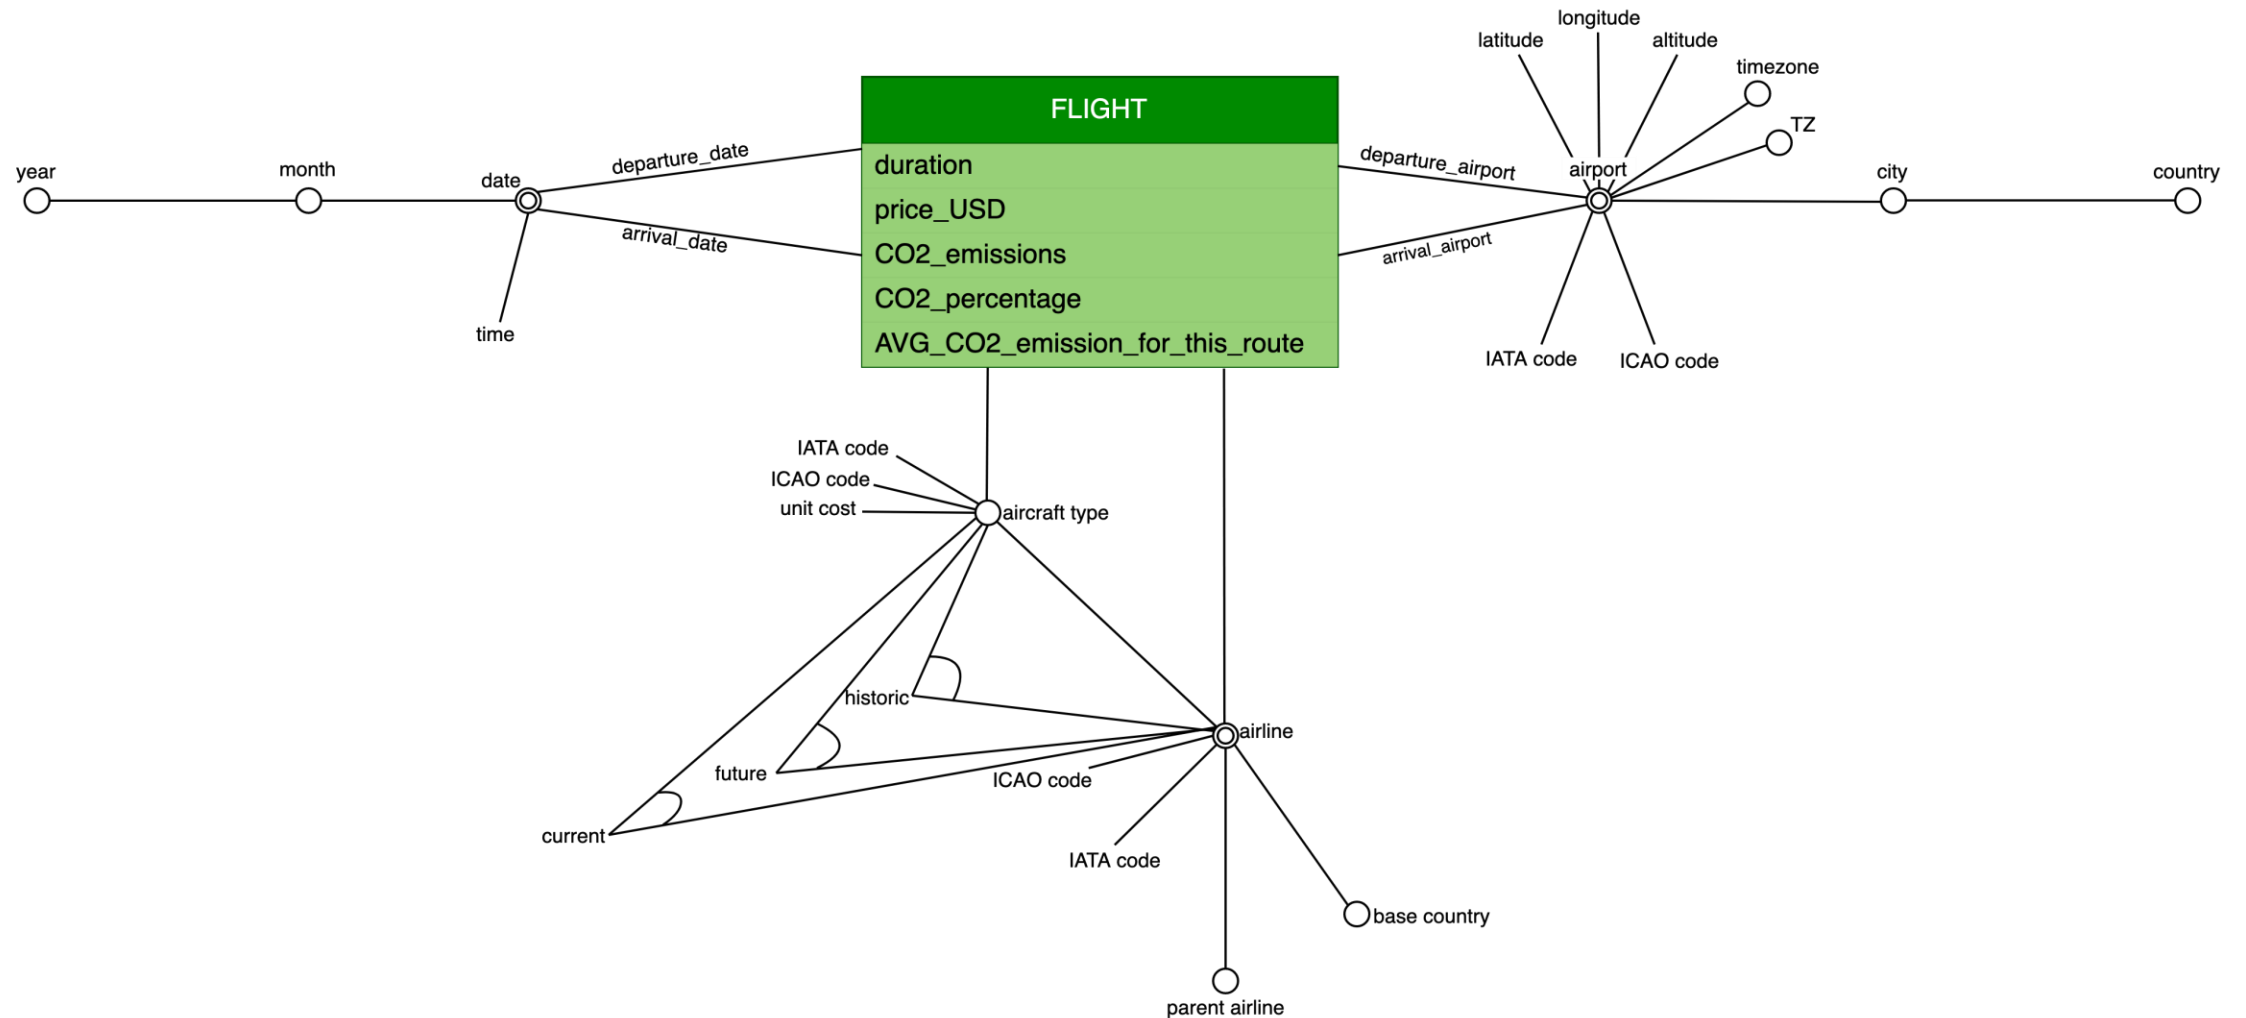 longitude
latitude
altitude
timezone
FLIGHT
TZ
departure_date
duration
departure_airport
airport
year
month
date
city
country
price_USD
arrival_date
CO2_emissions
arrival_airport
CO2_percentage
time
AVG_CO2_emission_for_this_route
IATA code
ICAO code
IATA code
ICAO code
unit cost
aircraft type
historic
airline
future
ICAO code
current
IATA code
base country
parent airline